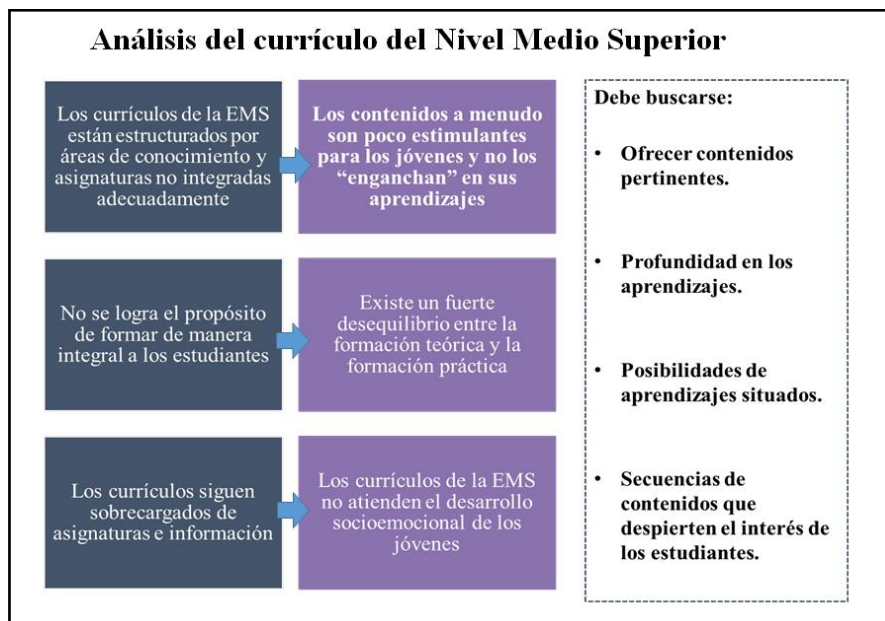 Análisis del currículo del Nivel Medio Superior
Los currículos de la EMS
están estructurados por
áreas de conocimiento y
asignaturas no integradas
adecuadamente
Los contenidos a menudo
son poco estimulantes
para los jóvenes y no los
“enganchan” en sus
aprendizajes
No se logra el propósito
de formar de manera
integral a los estudiantes
Existe un fuerte
desequilibrio entre la
formación teórica y la
formación práctica
Los currículos siguen
sobrecargados de
asignaturas e información
Los currículos de la EMS
no atienden el desarrollo
socioemocional de los
jóvenes
Debe buscarse:
• Ofrecer contenidos
pertinentes.
• Profundidad en los
aprendizajes.
• Posibilidades de
aprendizajes situados.
• Secuencias de
contenidos que
despierten el interés de
los estudiantes.